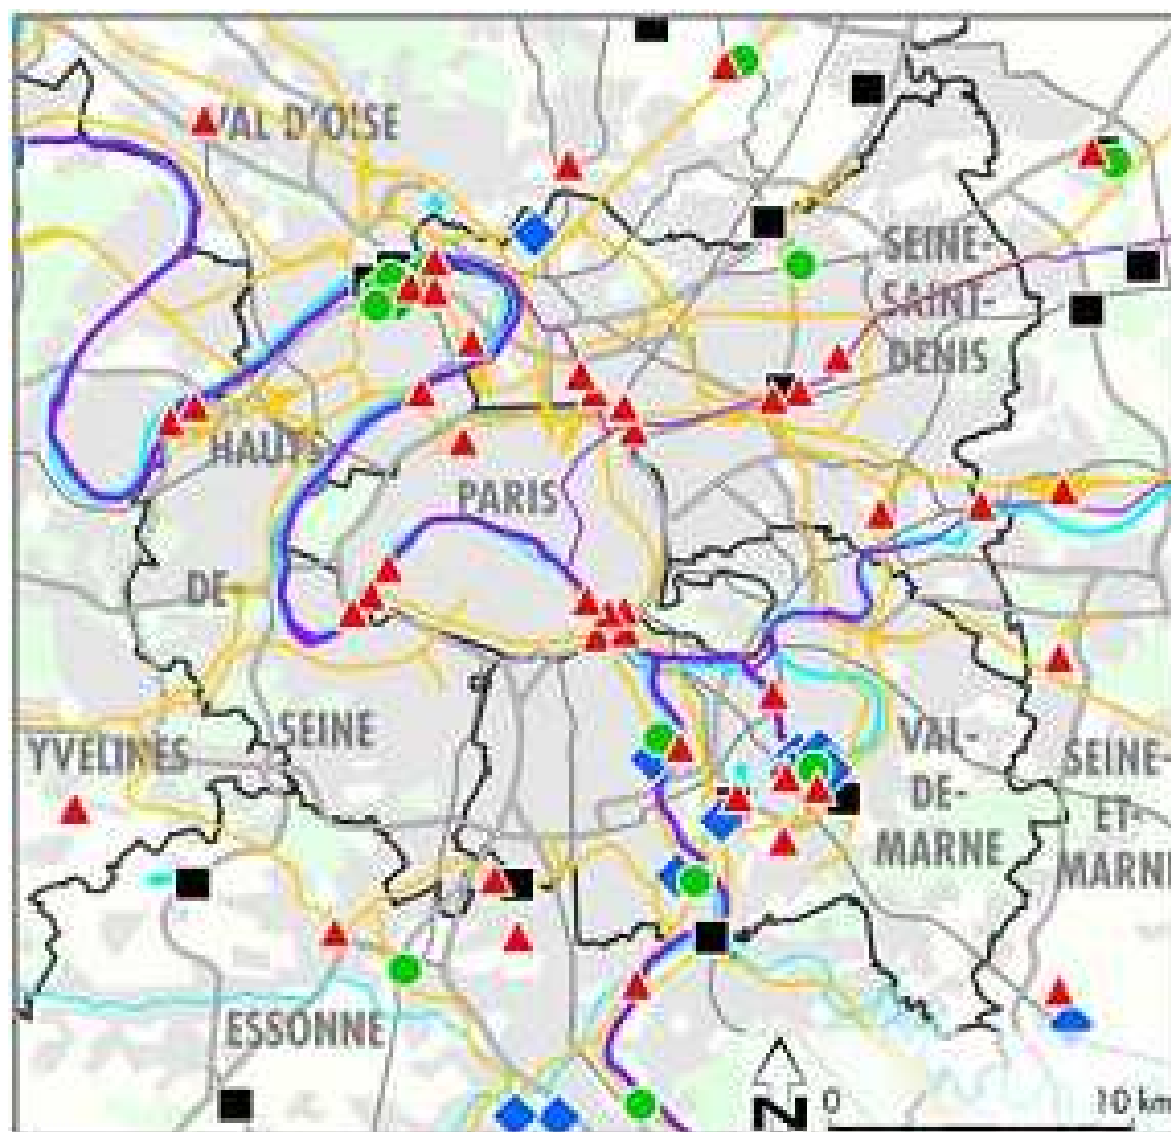 VAL D'OISE
SEINE-
SAINT-
DENIS
HAUTS
PARIS
DE
SEINE
YVELINES
VAL-
DE-
MARNE
SEINE-
ET-
MARNE
ESSONNE
N
0 10 km